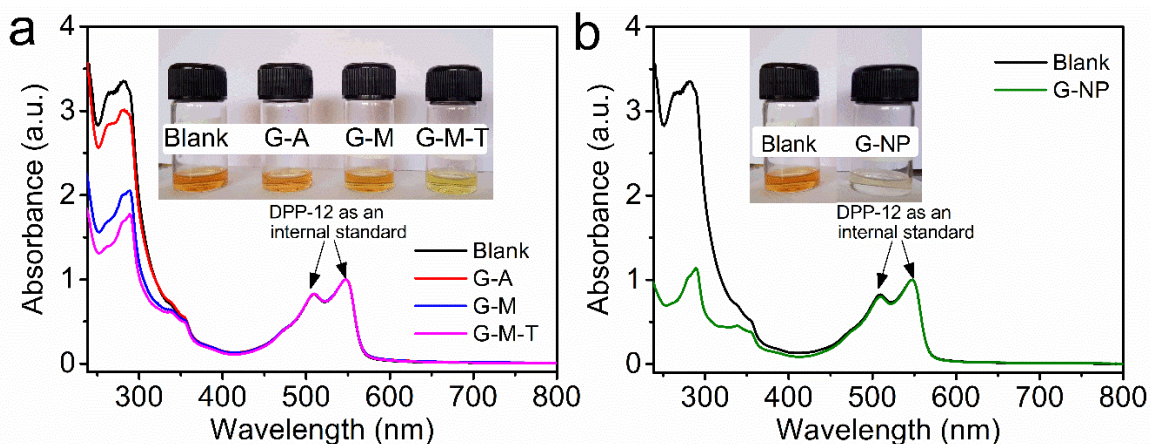 a
4
3
2
1
0
Absorbance (a.u.)
Blank
G-A
G-M
G-M-T
DPP-12 as an
internal standard
Blank
G-A
G-M
G-M-T
300
400
500
600
700
800
Wavelength (nm)
b
4
3
2
1
0
Absorbance (a.u.)
Blank
G-NP
DPP-12 as an
internal standard
Blank
G-NP
300
400
500
600
700
800
Wavelength (nm)